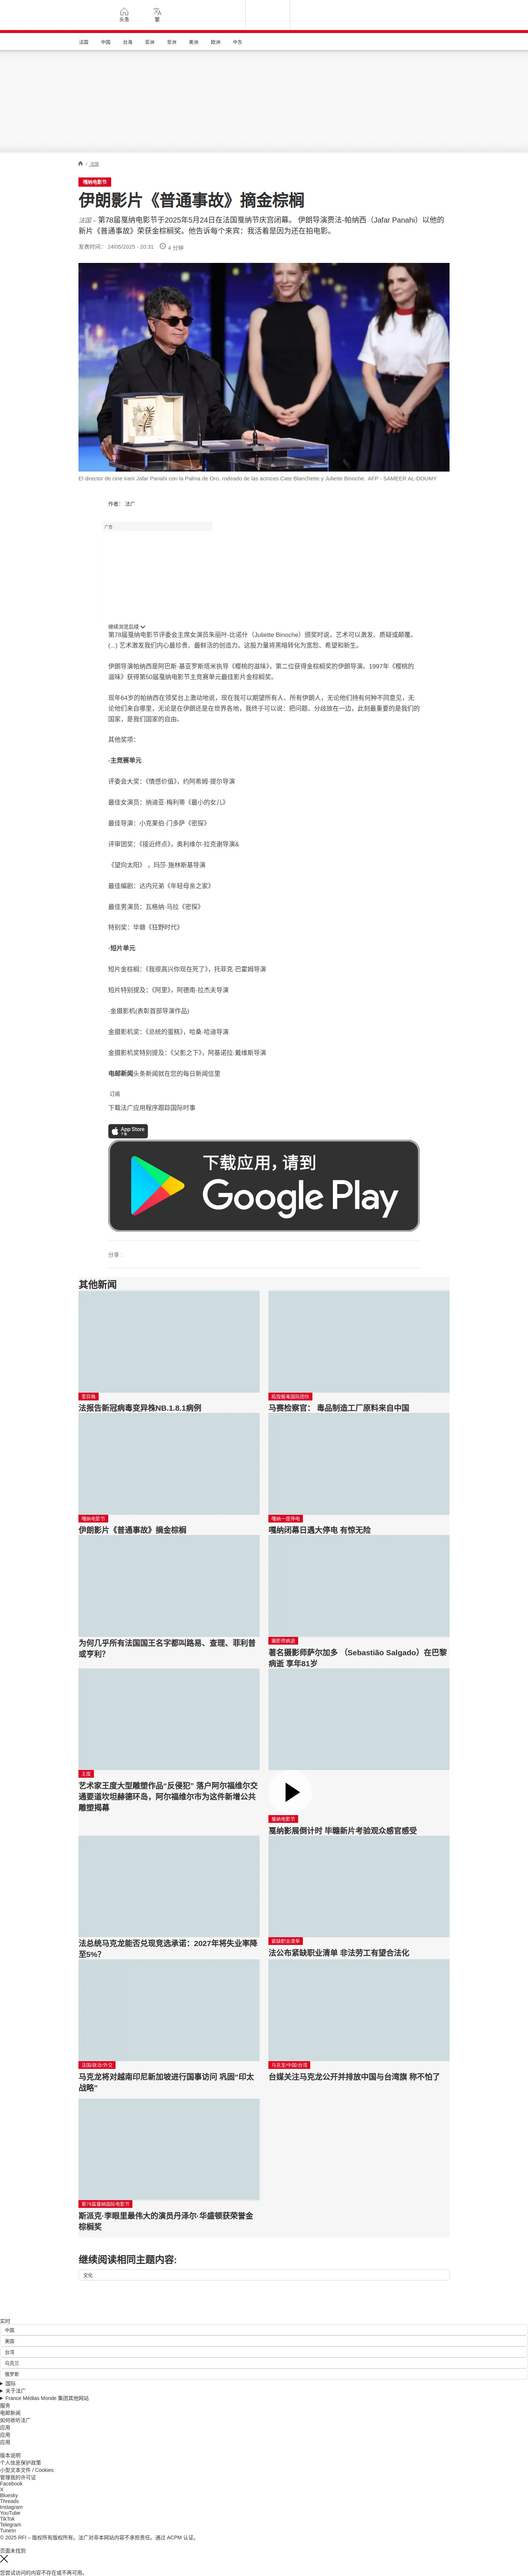 头条
繁
法国
中国
台海
亚洲
非洲
美洲
欧洲
中东
/ 法国
嘎纳电影节
伊朗影片《普通事故》摘金棕榈
法国 – 第78届戛纳电影节于2025年5月24日在法国戛纳节庆宫闭幕。 伊朗导演贾法-帕纳西（Jafar Panahi）以他的新片《普通事故》荣获金棕榈奖。他告诉每个来宾：我活着是因为还在拍电影。
发表时间： 24/05/2025 - 20:31
4 分钟
El director de cine iraní Jafar Panahi con la Palma de Oro, rodeado de las actrices Cate Blanchette y Juliette Binoche. AFP - SAMEER AL-DOUMY
作者： 法广
广告
继续浏览后续
第78届戛纳电影节评委会主席女演员朱丽叶-比诺什（Juliette Binoche）颁奖时说，艺术可以激发、质疑或颠覆。
(…) 艺术激发我们内心最珍贵、最鲜活的创造力。这股力量将黑暗转化为宽恕、希望和新生。
伊朗导演帕纳西是阿巴斯·基亚罗斯塔米执导《樱桃的滋味》，第二位获得金棕榈奖的伊朗导演。1997年《樱桃的
滋味》获得第50届戛纳电影节主竞赛单元最佳影片金棕榈奖。
现年64岁的帕纳西在领奖台上激动地说，现在我可以期望所有人、所有伊朗人，无论他们持有何种不同意见，无
论他们来自哪里，无论是在伊朗还是在世界各地，我终于可以说：把问题、分歧放在一边，此刻最重要的是我们的
国家，是我们国家的自由。
其他奖项：
·主竞赛单元
评委会大奖：《情感价值》，约阿希姆·提尔导演
最佳女演员：纳迪亚·梅利蒂《最小的女儿》
最佳导演：小克莱伯·门多萨《密探》
评审团奖：《接近终点》，奥利维尔·拉克谢导演&
《望向太阳》 ，玛莎·施林斯基导演
最佳编剧：达内兄弟《年轻母亲之家》
最佳男演员：瓦格纳·马拉《密探》
特别奖：毕赣《狂野时代》
·短片单元
短片金棕榈：《我很高兴你现在死了》，托菲克·巴霍姆导演
短片特别提及：《阿里》，阿德南·拉杰夫导演
·金摄影机(表彰首部导演作品)
金摄影机奖：《总统的蛋糕》，哈桑·哈迪导演
金摄影机奖特别提及：《父影之下》，阿基诺拉·戴维斯导演
电邮新闻头条新闻就在您的每日新闻信里
订阅
下载法广应用程序跟踪国际时事
App Store
下载
下载应用，请到
Google Play
分享 :
其他新闻
变异株
法报告新冠病毒变异株NB.1.8.1病例
捣毁贩毒国际团伙
马赛检察官： 毒品制造工厂原料来自中国
嘎纳电影节
伊朗影片《普通事故》摘金棕榈
嘎纳一度停电
嘎纳闭幕日遇大停电 有惊无险
为何几乎所有法国国王名字都叫路易、查理、菲利普或亨利?
摄影师病逝
著名摄影师萨尔加多 （Sebastião Salgado）在巴黎病逝 享年81岁
王度
艺术家王度大型雕塑作品“反侵犯” 落户阿尔福维尔交通要道坎坦赫德环岛，阿尔福维尔市为这件新增公共雕塑揭幕
戛纳电影节
戛纳影展倒计时 毕赣新片考验观众感官感受
法总统马克龙能否兑现竞选承诺：2027年将失业率降至5%?
紧缺职业清单
法公布紧缺职业清单 非法劳工有望合法化
法国/政治/外交
马克龙将对越南印尼新加坡进行国事访问 巩固“印太战略”
马克龙/中国/台湾
台媒关注马克龙公开并排放中国与台湾旗 称不怕了
第78届戛纳国际电影节
斯派克·李眼里最伟大的演员丹泽尔·华盛顿获荣誉金棕榈奖
继续阅读相同主题内容:
文化
实时
中国
美国
台湾
乌克兰
俄罗斯
国际
关于法广
France Médias Monde 集团其他网站
服务
电邮新闻
如何收听法广
应用
应用
应用
版本说明
个人信息保护政策
小型文本文件 / Cookies
管理我的许可证
Facebook
X
Bluesky
Threads
Instagram
YouTube
TikTok
Telegram
TuneIn
© 2025 RFI – 版权所有版权所有。法广对非本网站内容不承担责任。通过 ACPM 认证。
页面未找到
您尝试访问的内容不存在或不再可用。